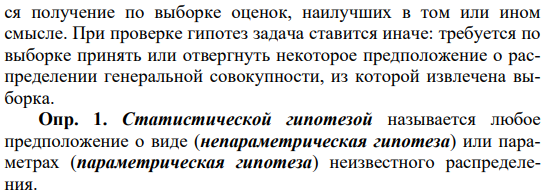 ся получение по выборке оценок, наилучших в том или ином
смысле. При проверке гипотез задача ставится иначе: требуется по
выборке принять или отвергнуть некоторое предположение о рас-
пределении генеральной совокупности, из которой извлечена вы-
борка.
Опр. 1. Статистической гипотезой называется любое
предположение о виде (непараметрическая гипотеза) или пара-
метрах (параметрическая гипотеза) неизвестного распределе-
ния.